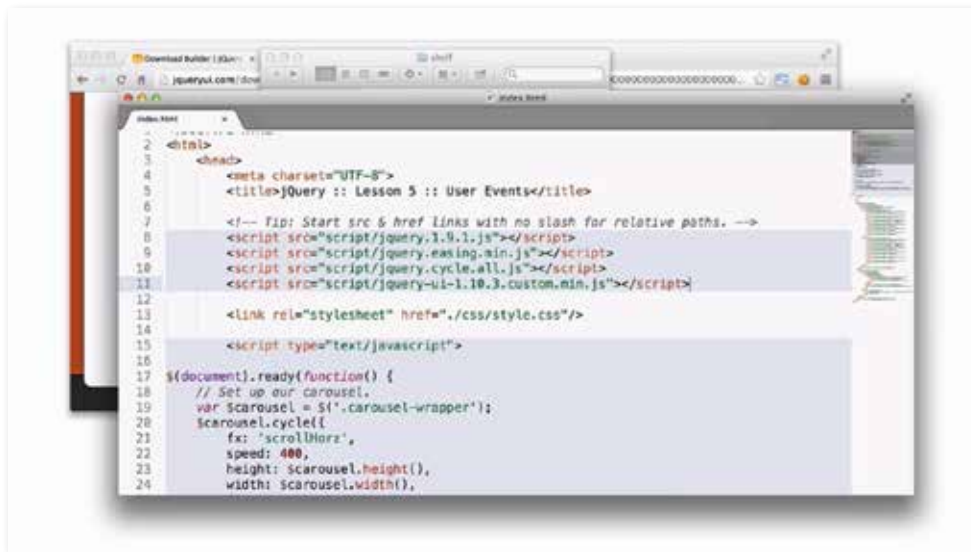 Download Builder | jQuery
shelf
jqueryui.com/dow
index.html
index.html
2 <html>
3 <head>
4 <meta charset="UTF-8">
5 <title>jQuery :: Lesson 5 :: User Events</title>
6
7 <!-- Tip: Start src & href links with no slash for relative paths. -->
8 <script src="script/jquery.1.9.1.js"></script>
9 <script src="script/jquery.easing.min.js"></script>
10 <script src="script/jquery.cycle.all.js"></script>
11 <script src="script/jquery-ui-1.10.3.custom.min.js"></script>
12
13 <link rel="stylesheet" href="./css/style.css"/>
14
15 <script type="text/javascript">
16
17 $(document).ready(function() {
18 // Set up our carousel.
19 var $carousel = $('.carousel-wrapper');
20 $carousel.cycle({
21 fx: 'scrollHorz',
22 speed: 400,
23 height: $carousel.height(),
24 width: $carousel.width(),